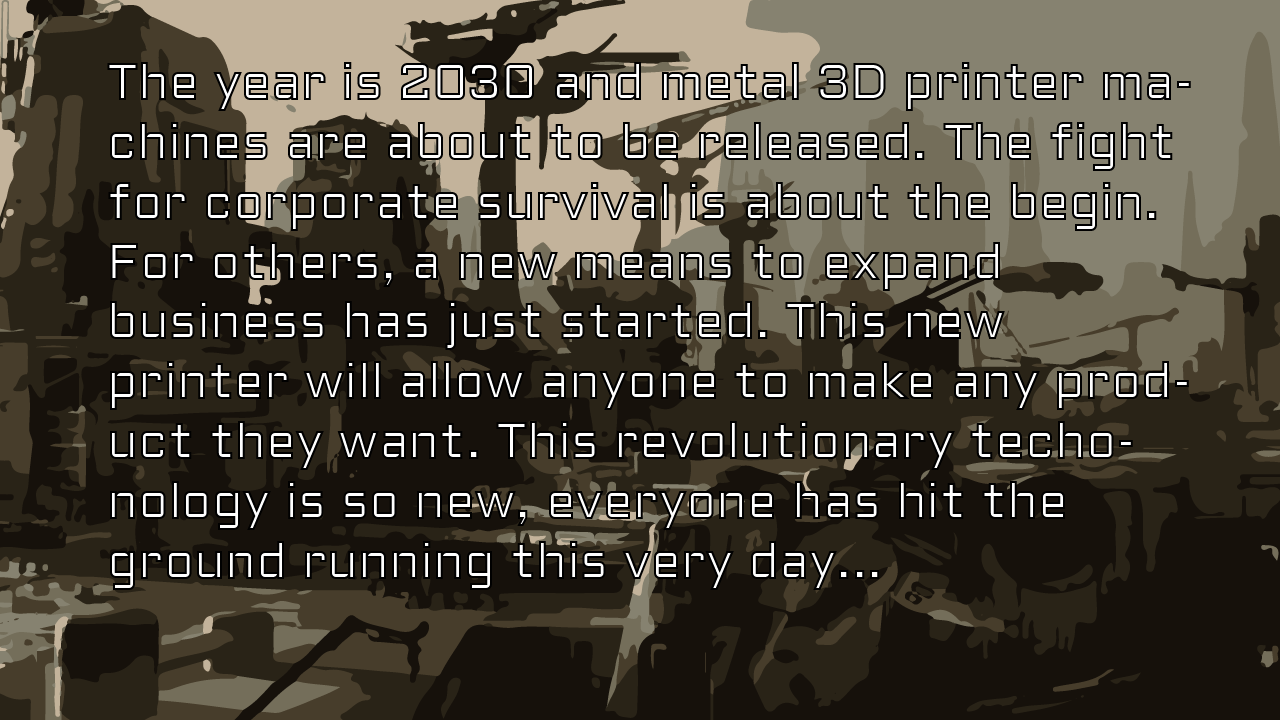 The year is 2030 and metal 3D printer ma-
chines are about to be released. The fight
for corporate survival is about the begin.
For others, a new means to expand
business has just started. This new
printer will allow anyone to make any prod-
uct they want. This revolutionary techo-
nology is so new, everyone has hit the
ground running this very day...